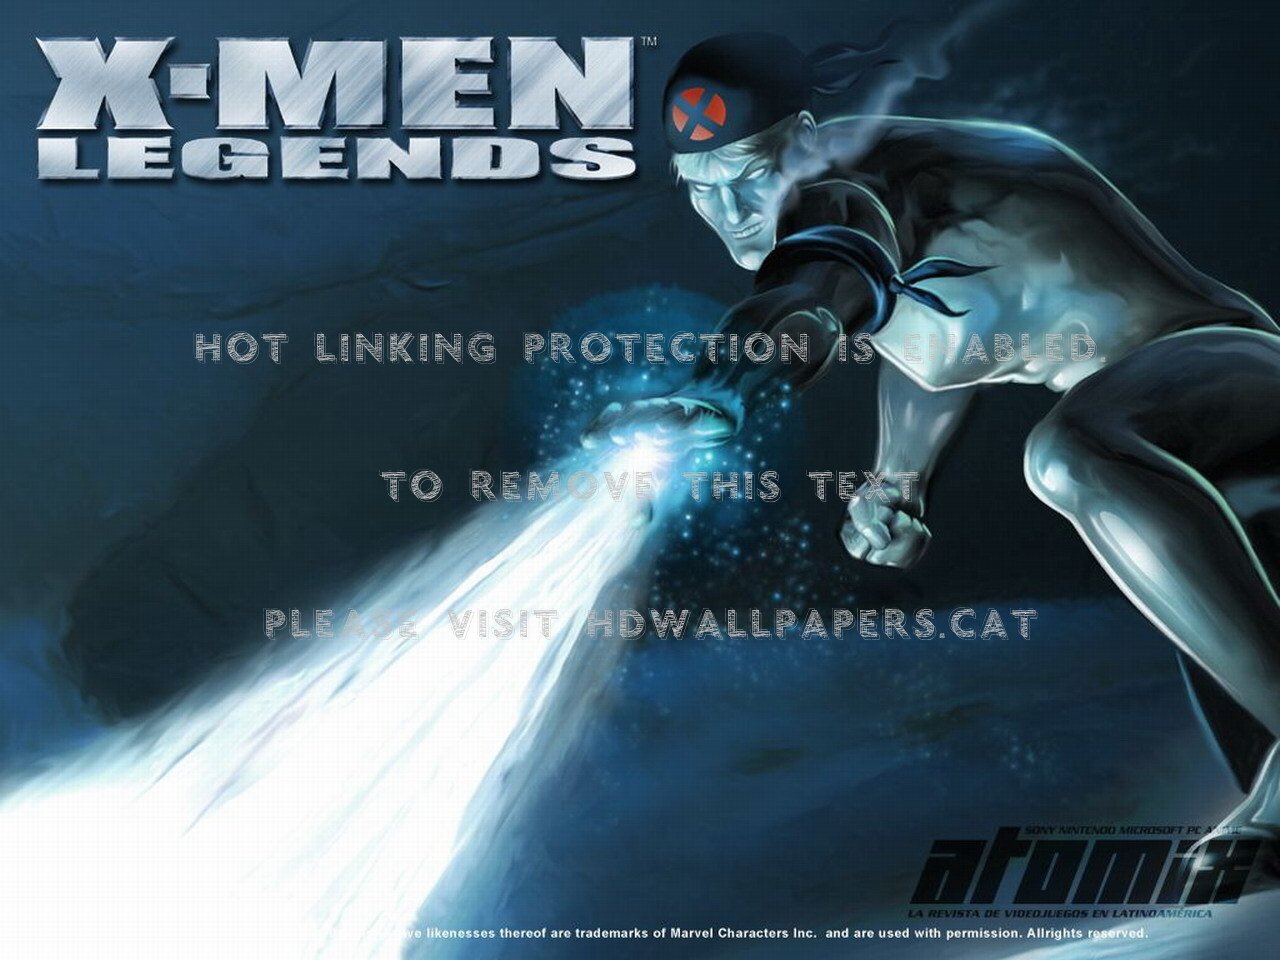 X-MEN™
LEGENDS
HOT LINKING PROTECTION IS ENABLED.
TO REMOVE THIS TEXT
PLEASE VISIT HDWALLPAPERS.CAT
SONY NINTENDO MICROSOFT PC ANIME
atomix
LA REVISTA DE VIDEOJUEGOS EN LATINOAMÉRICA
likenesses thereof are trademarks of Marvel Characters Inc. and are used with permission. Allrights reserved.